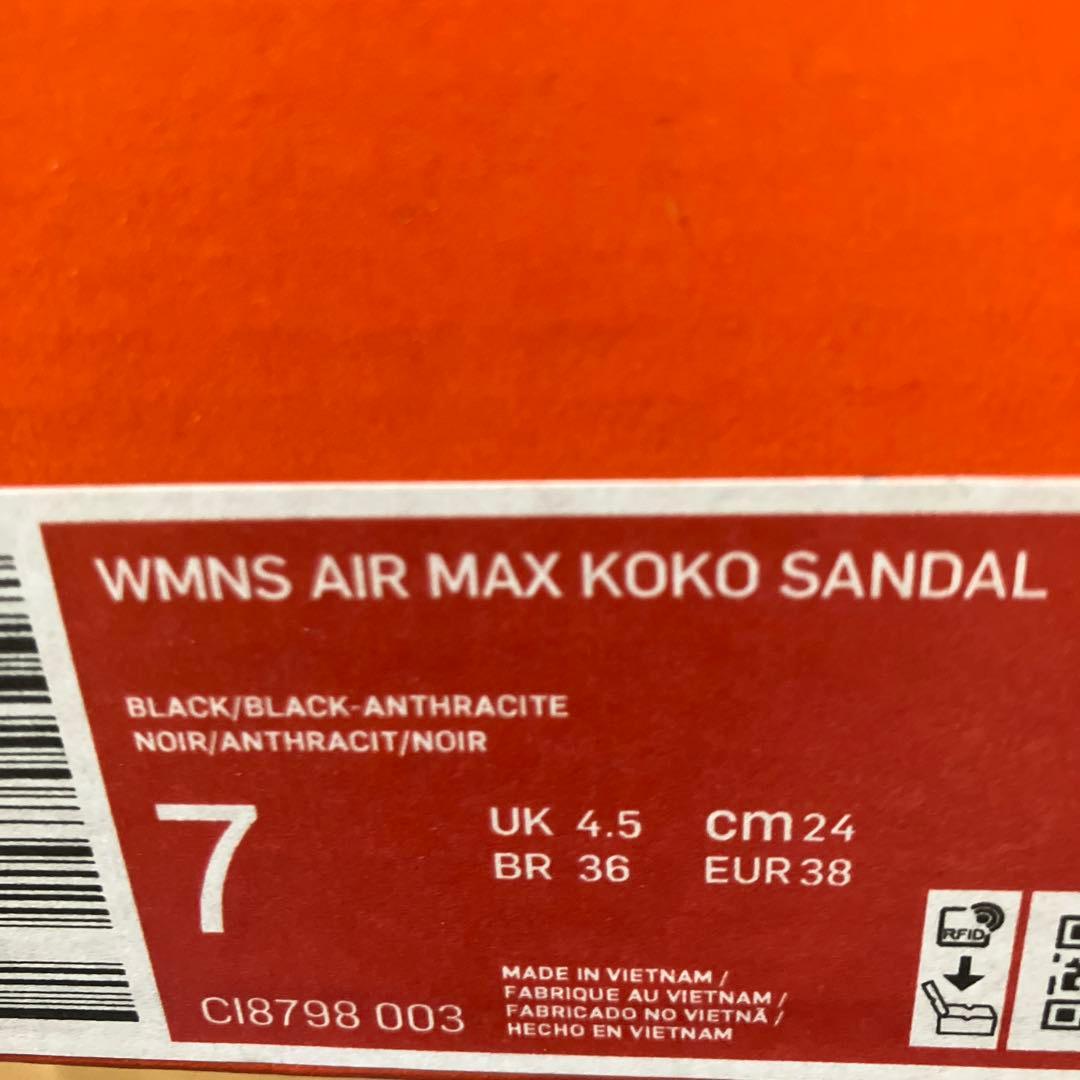 WMNS AIR MAX KOKO SANDAL
BLACK/BLACK-ANTHRACITE
NOIR/ANTHRACIT/NOIR
7
UK 4.5 cm 24
BR 36 EUR 38
CI8798 003
MADE IN VIETNAM /
FABRIQUE AU VIETNAM /
FABRICADO NO VIETNÃ /
HECHO EN VIETNAM
RFID